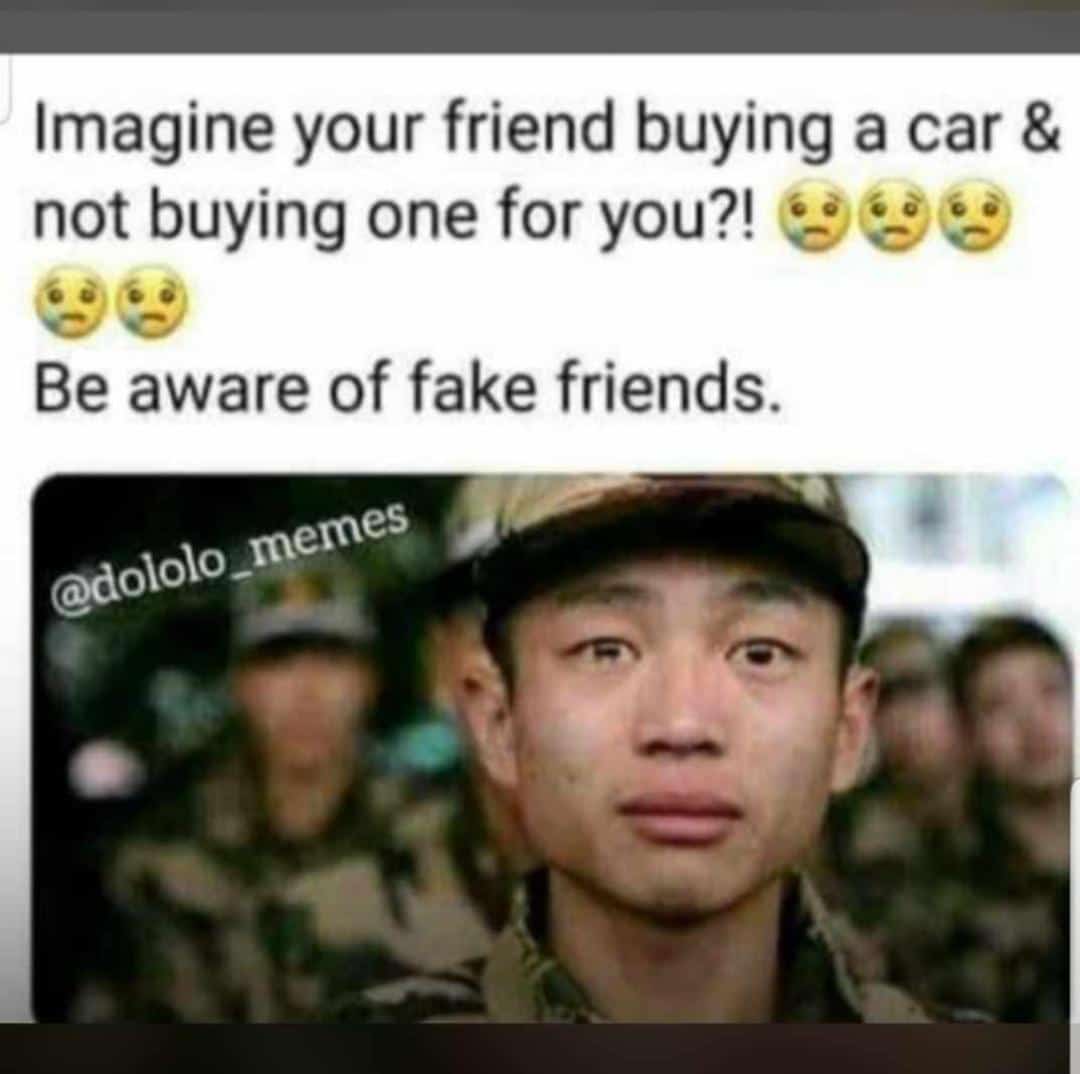 Imagine your friend buying a car &
not buying one for you?! 😢😢😢
😢😢
Be aware of fake friends.
@dololo_memes